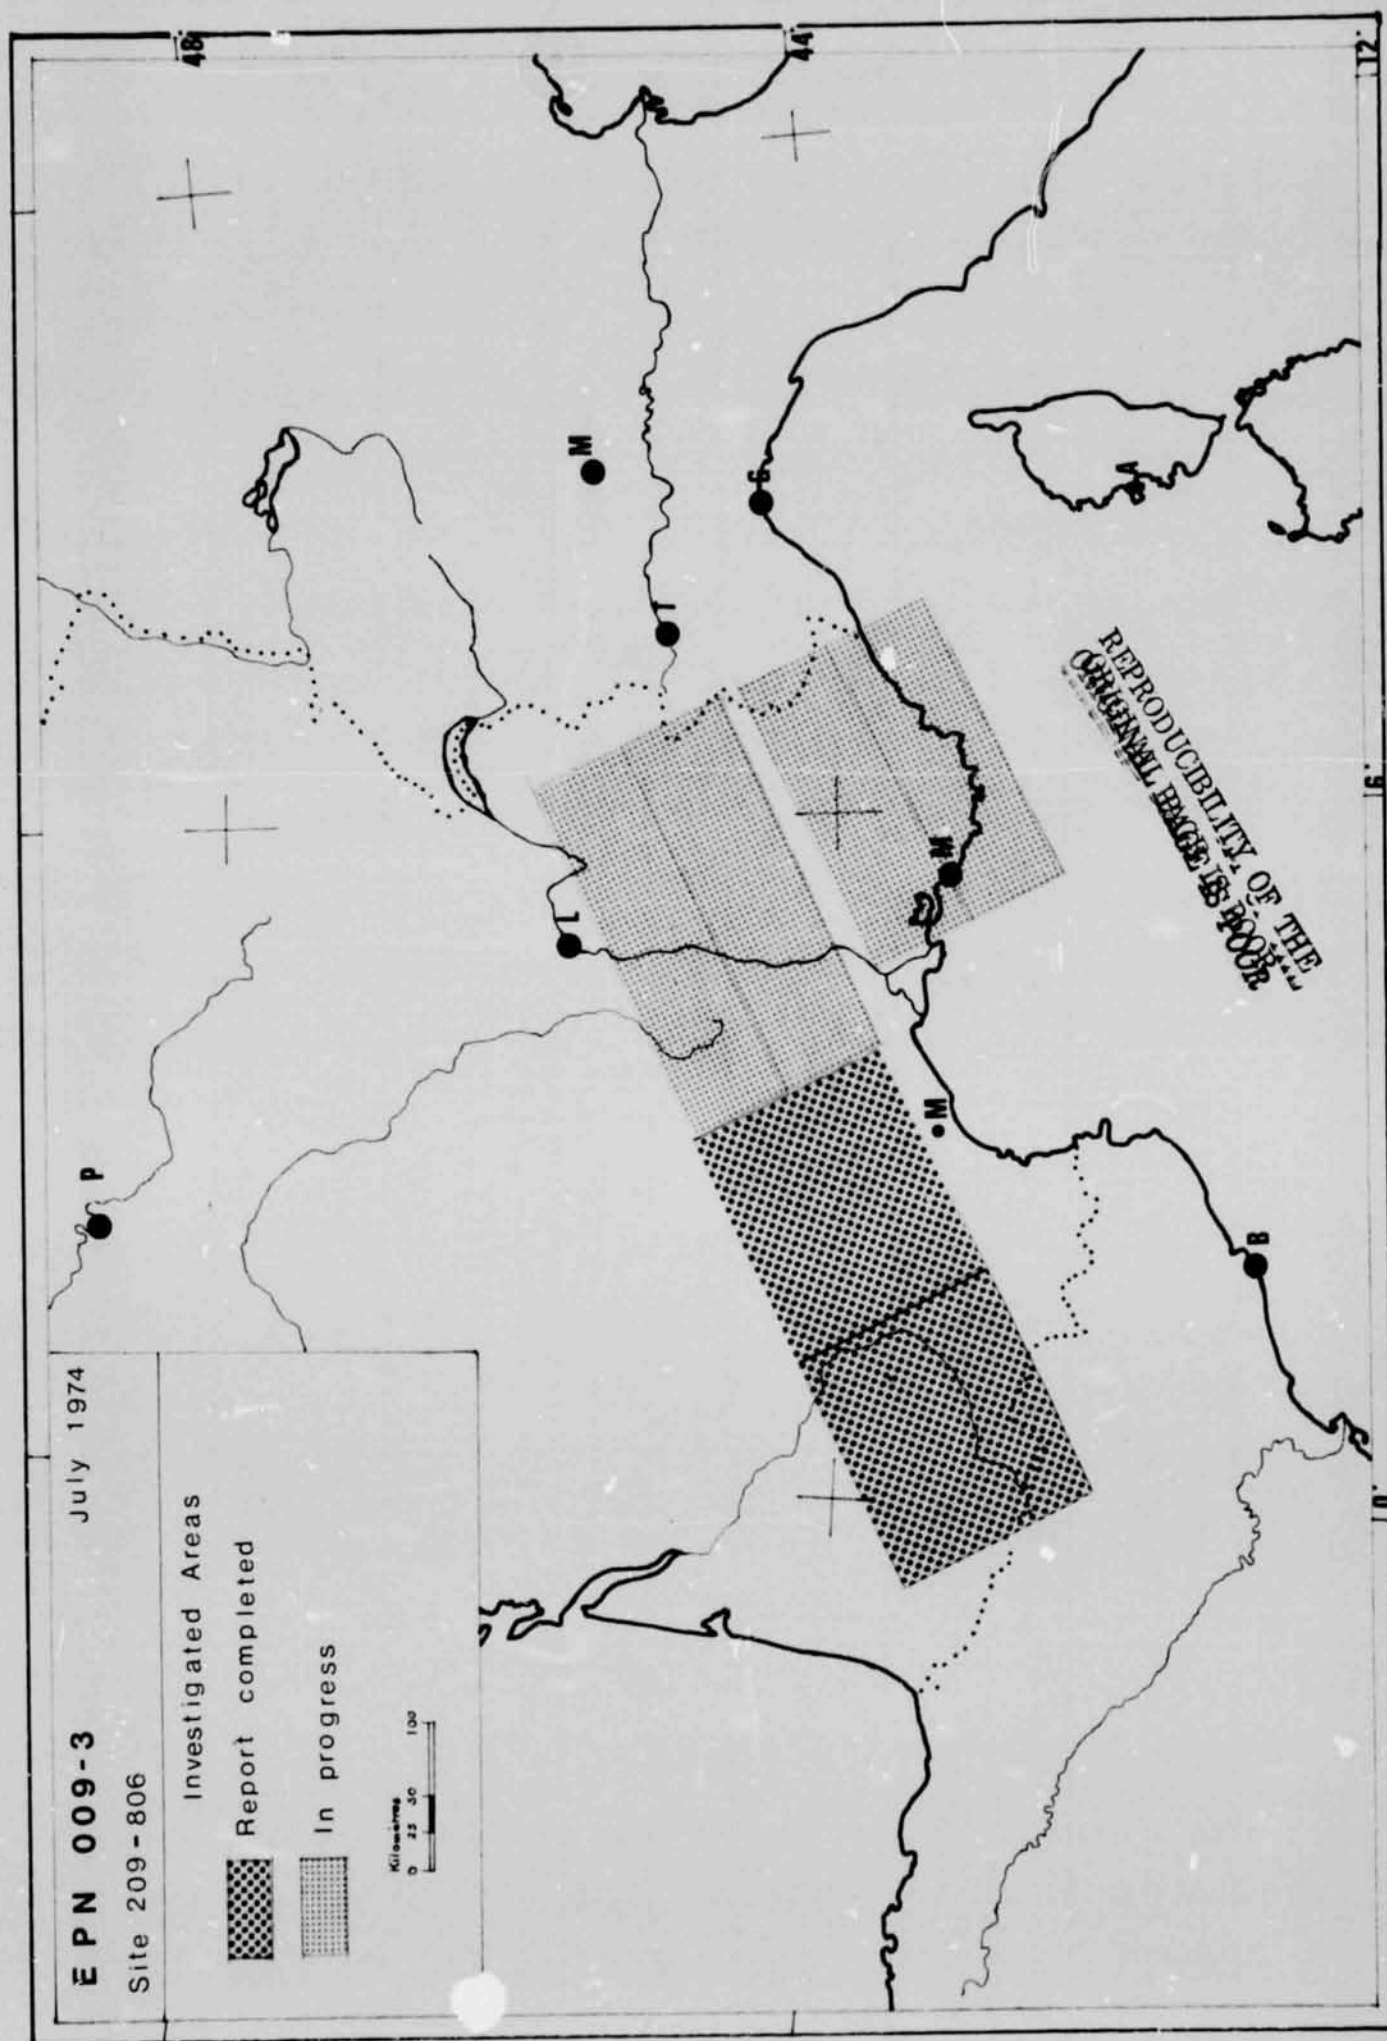 EPN 009-3 July 1974
Site 209-806
Investigated Areas
Report completed
In progress
Kilometres
0 25 50 100
48°
44°
12°
6°
0°
P
L
M
T
G
A
M
M
B
REPRODUCIBILITY OF THE
ORIGINAL PAGE IS POOR